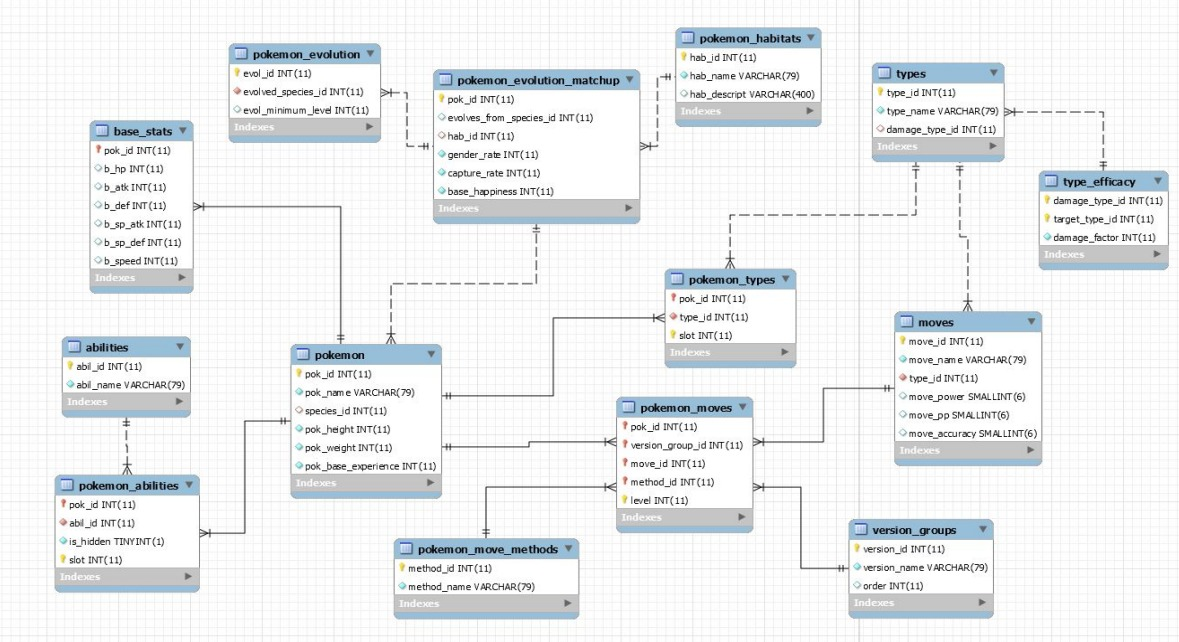 pokemon_evolution
evol_id INT(11)
evolved_species_id INT(11)
evol_minimum_level INT(11)
Indexes
pokemon_evolution_matchup
pok_id INT(11)
evolves_from_species_id INT(11)
hab_id INT(11)
gender_rate INT(11)
capture_rate INT(11)
base_happiness INT(11)
Indexes
pokemon_habitats
hab_id INT(11)
hab_name VARCHAR(79)
hab_descript VARCHAR(400)
Indexes
types
type_id INT(11)
type_name VARCHAR(79)
damage_type_id INT(11)
Indexes
base_stats
pok_id INT(11)
b_hp INT(11)
b_atk INT(11)
b_def INT(11)
b_sp_atk INT(11)
b_sp_def INT(11)
b_speed INT(11)
Indexes
type_efficacy
damage_type_id INT(11)
target_type_id INT(11)
damage_factor INT(11)
Indexes
pokemon_types
pok_id INT(11)
type_id INT(11)
slot INT(11)
Indexes
abilities
abil_id INT(11)
abil_name VARCHAR(79)
Indexes
pokemon
pok_id INT(11)
pok_name VARCHAR(79)
species_id INT(11)
pok_height INT(11)
pok_weight INT(11)
pok_base_experience INT(11)
Indexes
moves
move_id INT(11)
move_name VARCHAR(79)
type_id INT(11)
move_power SMALLINT(6)
move_pp SMALLINT(6)
move_accuracy SMALLINT(6)
Indexes
pokemon_moves
pok_id INT(11)
version_group_id INT(11)
move_id INT(11)
method_id INT(11)
level INT(11)
Indexes
pokemon_abilities
pok_id INT(11)
abil_id INT(11)
is_hidden TINYINT(1)
slot INT(11)
Indexes
pokemon_move_methods
method_id INT(11)
method_name VARCHAR(79)
Indexes
version_groups
version_id INT(11)
version_name VARCHAR(79)
order INT(11)
Indexes